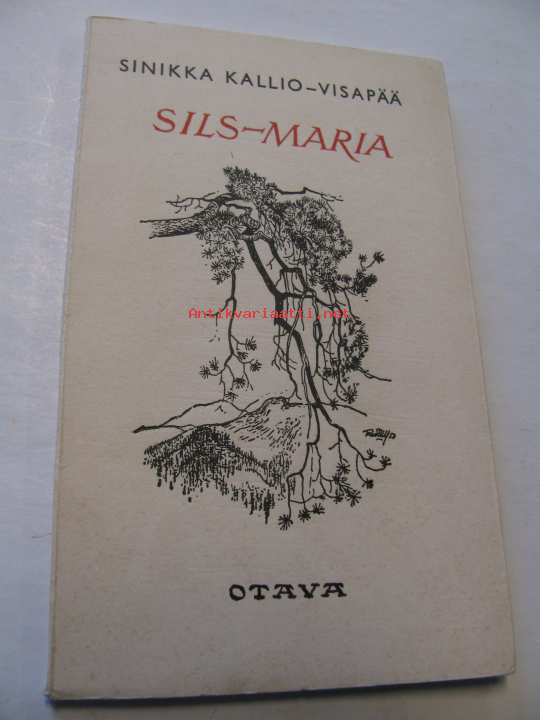 SINIKKA KALLIO-VISAPÄÄ
SILS-MARIA
Antikvariaatti.net
OTAVA